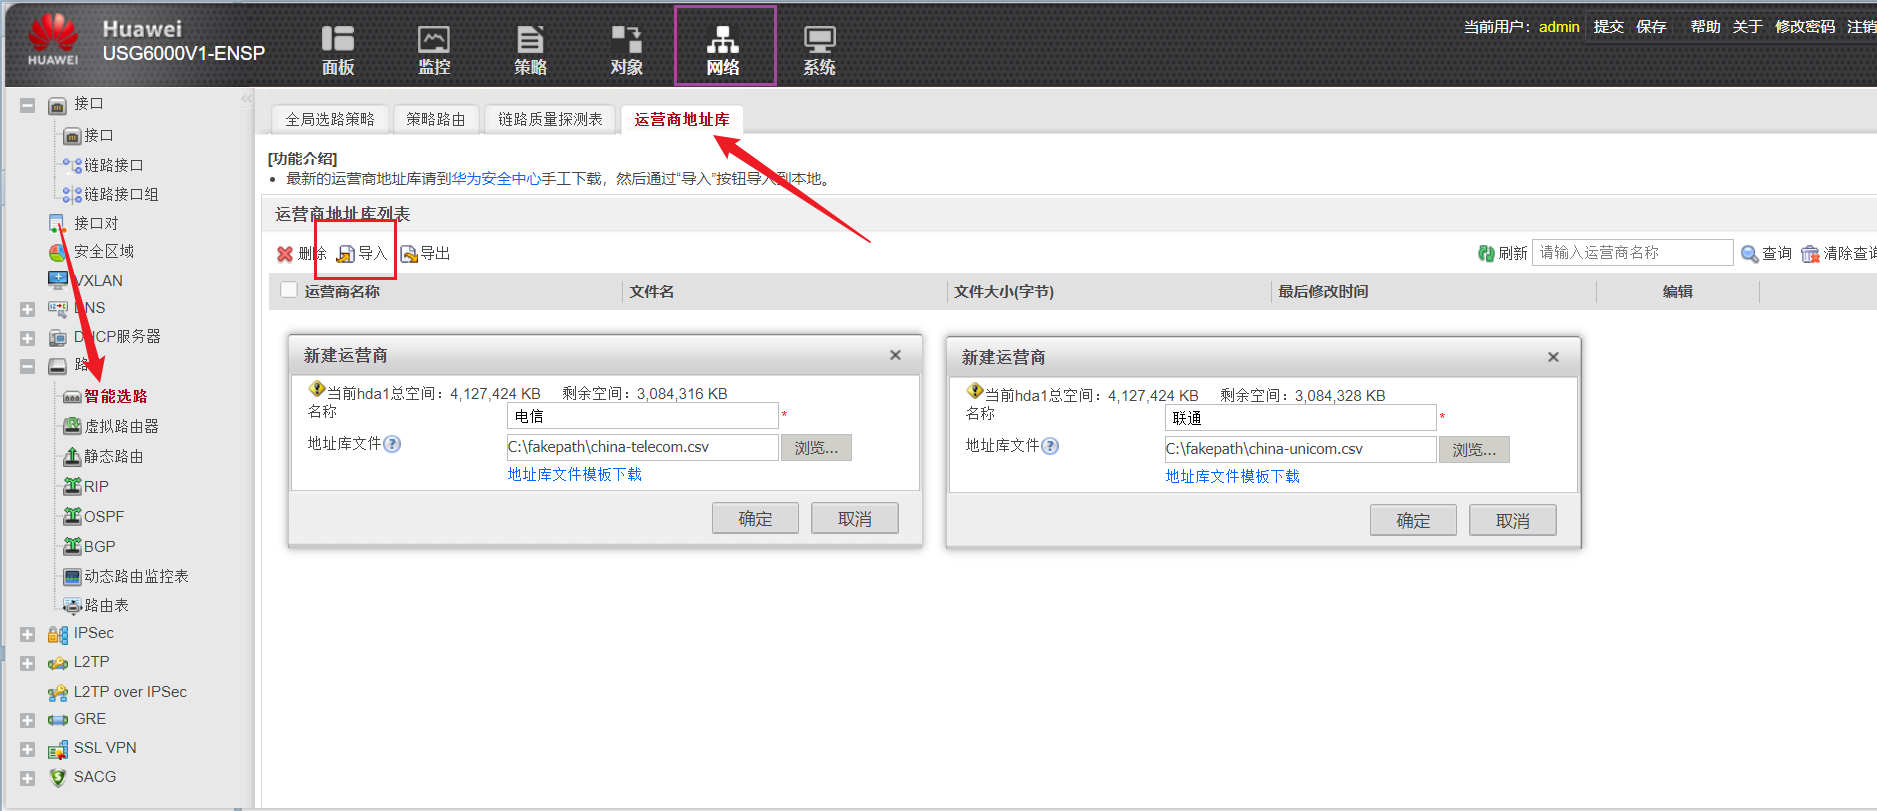 HUAWEI
Huawei
USG6000V1-ENSP
面板
监控
策略
对象
网络
系统
当前用户：admin 提交 保存 帮助 关于 修改密码 注销
接口
接口
链路接口
链路接口组
接口对
安全区域
VXLAN
DNS
DHCP服务器
智能选路
虚拟路由器
静态路由
RIP
OSPF
BGP
动态路由监控表
路由表
IPSec
L2TP
L2TP over IPSec
GRE
SSL VPN
SACG
全局选路策略 策略路由 链路质量探测表 运营商地址库
[功能介绍]
• 最新的运营商地址库请到华为安全中心手工下载，然后通过“导入”按钮导入到本地。
运营商地址库列表
删除 导入 导出 刷新 请输入运营商名称 查询 清除查询
运营商名称 文件名 文件大小(字节) 最后修改时间 编辑
新建运营商
当前hda1总空间：4,127,424 KB 剩余空间：3,084,316 KB
名称 电信 *
地址库文件 C:\fakepath\china-telecom.csv 浏览...
地址库文件模板下载
确定 取消
新建运营商
当前hda1总空间：4,127,424 KB 剩余空间：3,084,328 KB
名称 联通 *
地址库文件 C:\fakepath\china-unicom.csv 浏览...
地址库文件模板下载
确定 取消